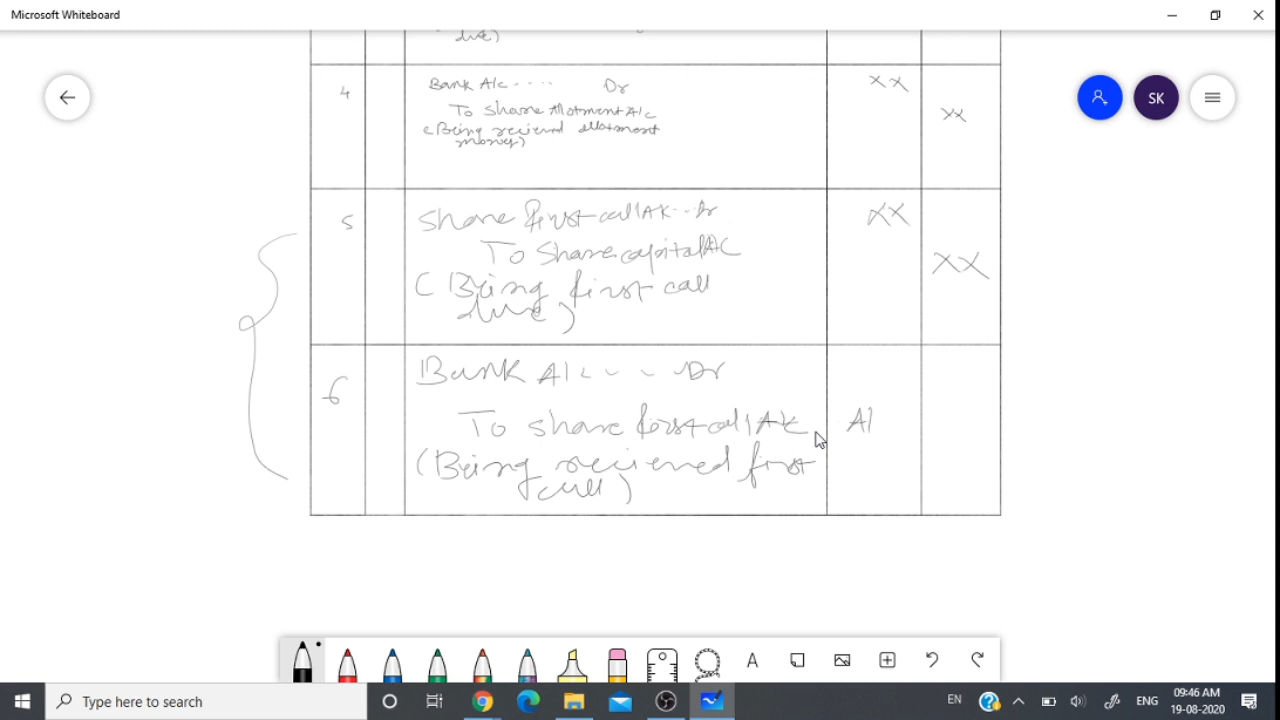 Microsoft Whiteboard
due)
4 Bank A/c .... Dr XX
To share Allotment A/c XX
(Being recieved allotment
money)
SK
5 Share first call A/c ... Dr XX
To Share capital A/c XX
(Being first call
due)
6 Bank A/c - - - Dr
To share first call A/c
(Being recieved first
call)
A
Type here to search
EN
ENG
09:46 AM
19-08-2020